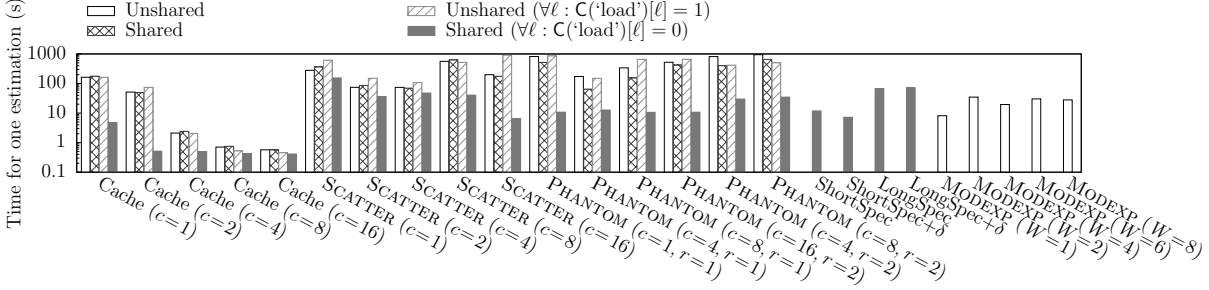 Time for one estimation (s)
Unshared
Shared
Unshared (∀ℓ : C(‘load’)[ℓ] = 1)
Shared (∀ℓ : C(‘load’)[ℓ] = 0)
1000
100
10
1
0.1
Cache (c=1)
Cache (c=2)
Cache (c=4)
Cache (c=8)
Cache (c=16)
SCATTER (c=1)
SCATTER (c=2)
SCATTER (c=4)
SCATTER (c=8)
SCATTER (c=16)
PHANTOM (c=1, r=1)
PHANTOM (c=4, r=1)
PHANTOM (c=8, r=1)
PHANTOM (c=16, r=2)
PHANTOM (c=4, r=2)
PHANTOM (c=8, r=2)
ShortSpec
ShortSpec+δ
LongSpec
LongSpec+δ
MODEXP (W=1)
MODEXP (W=2)
MODEXP (W=4)
MODEXP (W=6)
MODEXP (W=8)